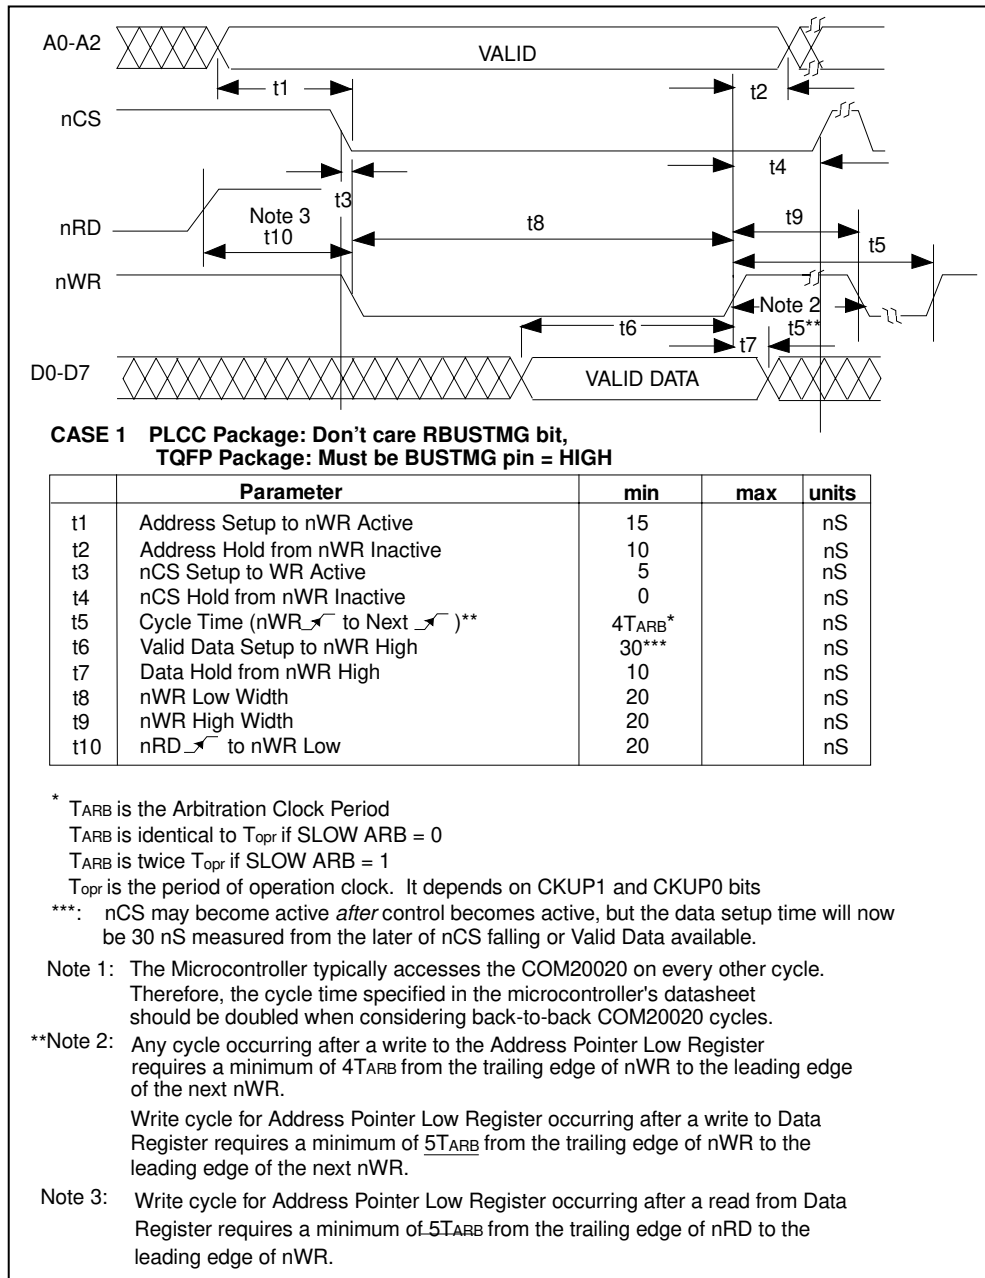 A0-A2
VALID
t1
t2
nCS
t3
t4
nRD
Note 3
t10
t8
t9
t5
nWR
Note 2
t6
t5**
t7
D0-D7
VALID DATA
CASE 1 PLCC Package: Don't care RBUSTMG bit,
TQFP Package: Must be BUSTMG pin = HIGH
Parameter min max units
t1 Address Setup to nWR Active 15 nS
t2 Address Hold from nWR Inactive 10 nS
t3 nCS Setup to WR Active 5 nS
t4 nCS Hold from nWR Inactive 0 nS
t5 Cycle Time (nWR to Next )** 4TARB* nS
t6 Valid Data Setup to nWR High 30*** nS
t7 Data Hold from nWR High 10 nS
t8 nWR Low Width 20 nS
t9 nWR High Width 20 nS
t10 nRD to nWR Low 20 nS
* TARB is the Arbitration Clock Period
TARB is identical to Topr if SLOW ARB = 0
TARB is twice Topr if SLOW ARB = 1
Topr is the period of operation clock. It depends on CKUP1 and CKUP0 bits
***: nCS may become active after control becomes active, but the data setup time will now
be 30 nS measured from the later of nCS falling or Valid Data available.
Note 1: The Microcontroller typically accesses the COM20020 on every other cycle.
Therefore, the cycle time specified in the microcontroller's datasheet
should be doubled when considering back-to-back COM20020 cycles.
**Note 2: Any cycle occurring after a write to the Address Pointer Low Register
requires a minimum of 4TARB from the trailing edge of nWR to the leading edge
of the next nWR.
Write cycle for Address Pointer Low Register occurring after a write to Data
Register requires a minimum of 5TARB from the trailing edge of nWR to the
leading edge of the next nWR.
Note 3: Write cycle for Address Pointer Low Register occurring after a read from Data
Register requires a minimum of 5TARB from the trailing edge of nRD to the
leading edge of nWR.